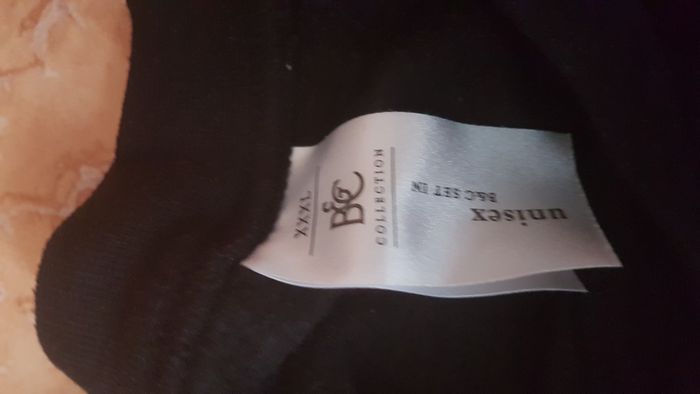 XXXL
B&C
COLLECTION
B&C SET IN
unisex